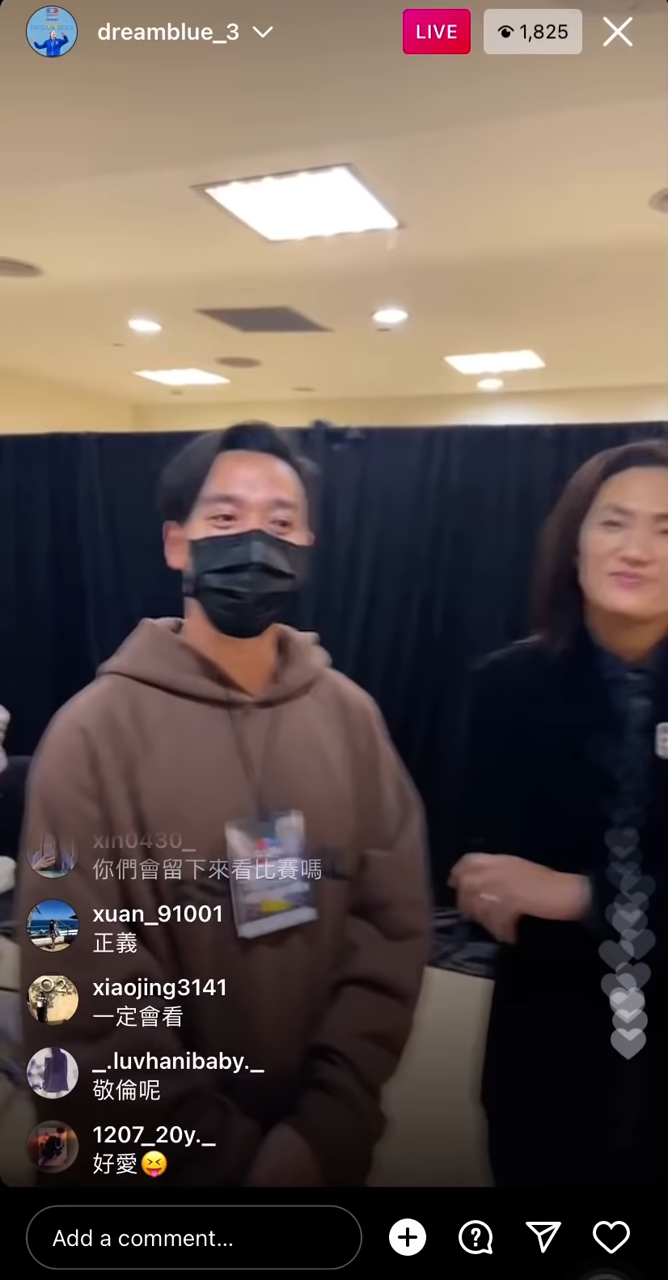 dreamblue_3
LIVE
1,825
xin0430_
你們會留下來看比賽嗎
xuan_91001
正義
xiaojing3141
一定會看
_.luvhanibaby._
敬倫呢
1207_20y._
好愛😝
Add a comment...